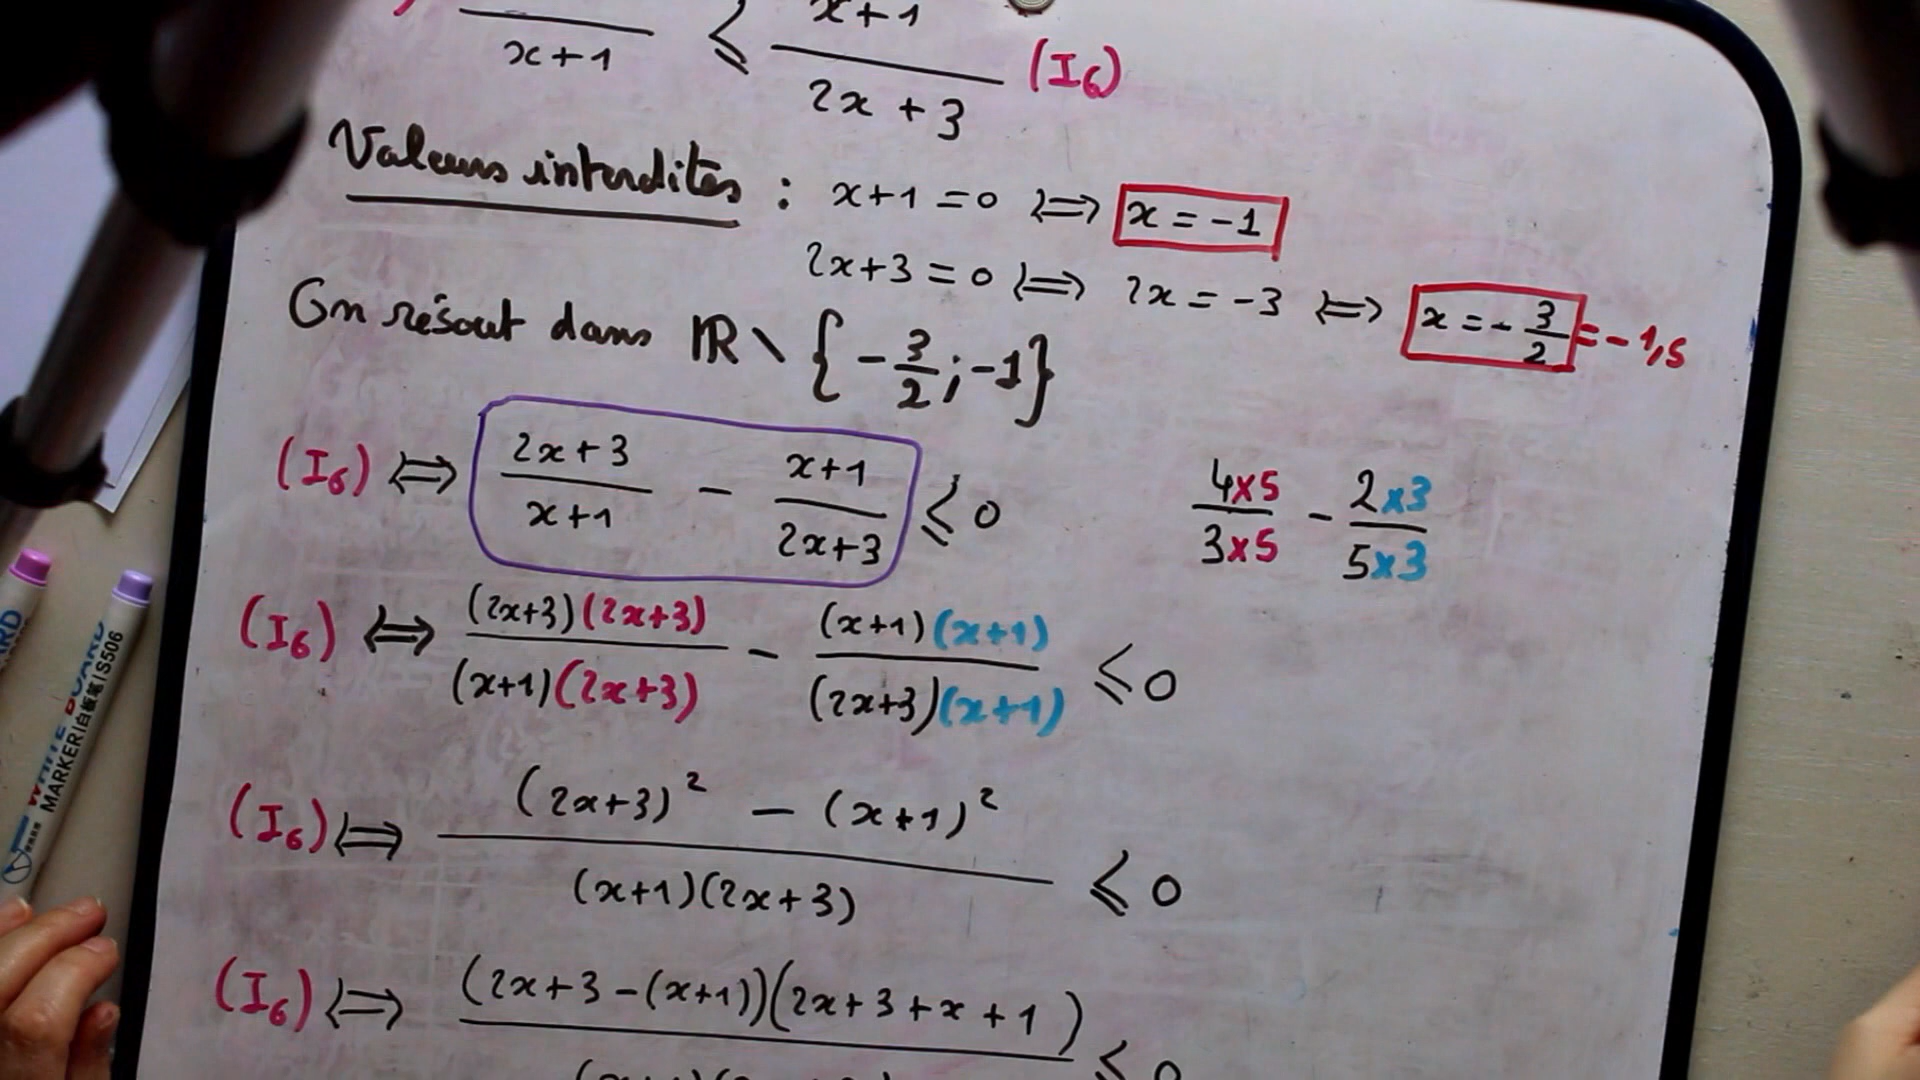 /(x+1) ⩽ (x+1)/(2x+3) (I6)
Valeurs interdites : x+1=0 ⟺ x=-1
2x+3=0 ⟺ 2x=-3 ⟺ x=-3/2 =-1,5
On résout dans ℝ\{-3/2;-1}
(I6) ⟺ (2x+3)/(x+1) - (x+1)/(2x+3) ⩽ 0
(4x5)/(3x5) - (2x3)/(5x3)
(I6) ⟺ (2x+3)(2x+3)/(x+1)(2x+3) - (x+1)(x+1)/(2x+3)(x+1) ⩽ 0
(I6) ⟺ ((2x+3)² - (x+1)²)/(x+1)(2x+3) ⩽ 0
(I6) ⟺ (2x+3-(x+1))(2x+3+x+1)/ ⩽ 0
MARKER|白板笔|S506